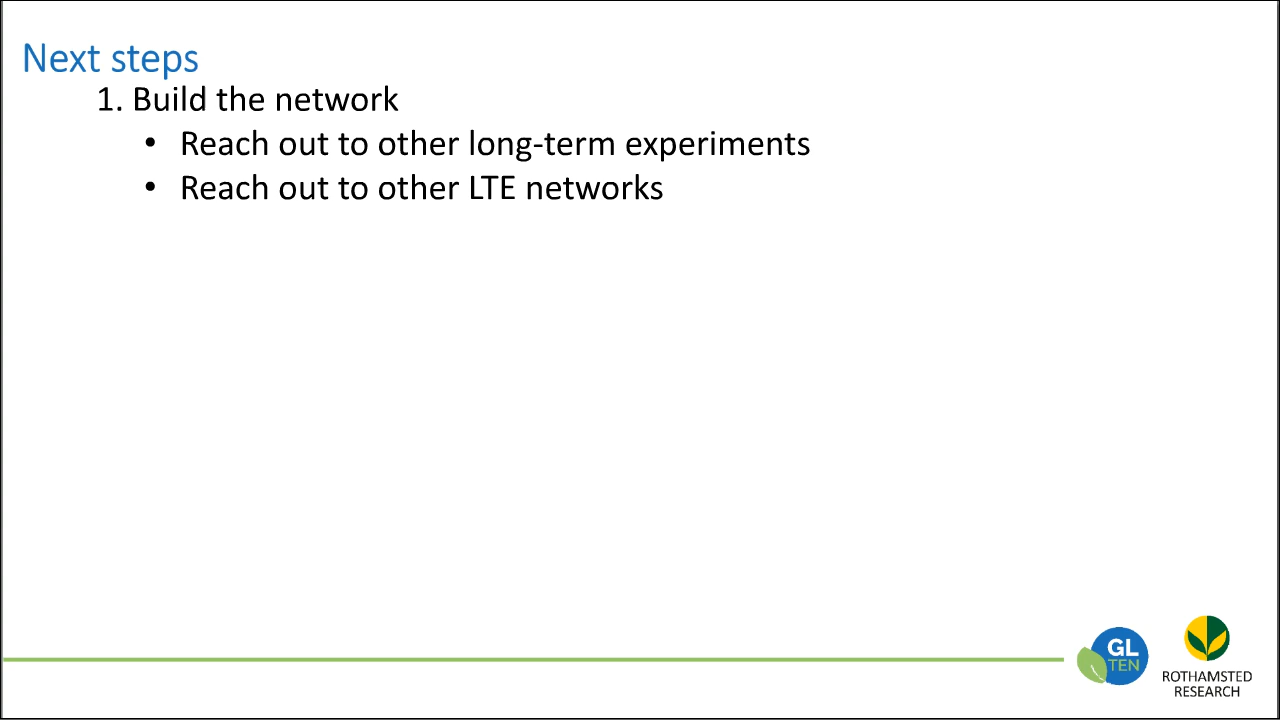 Next steps
1. Build the network
• Reach out to other long-term experiments
• Reach out to other LTE networks
GL
TEN
ROTHAMSTED
RESEARCH